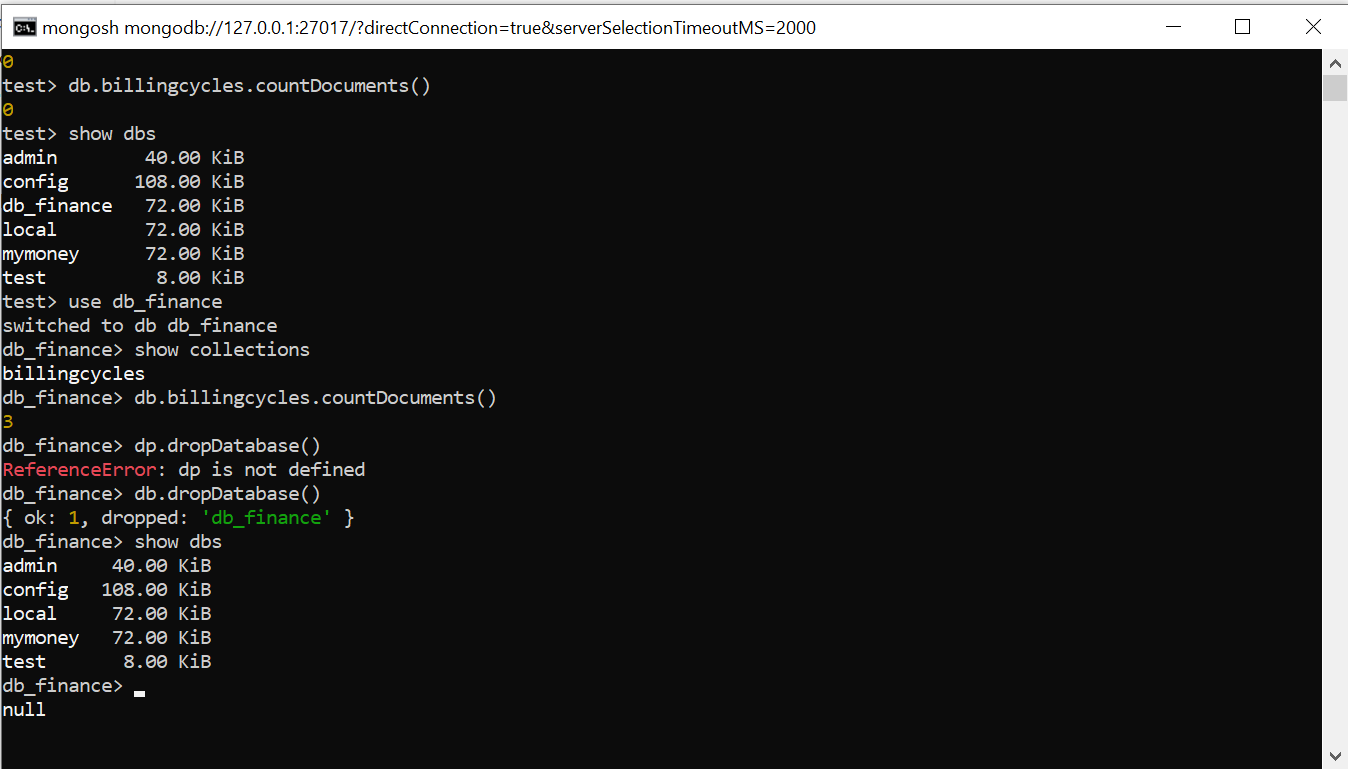 mongosh mongodb://127.0.0.1:27017/?directConnection=true&serverSelectionTimeoutMS=2000
0
test> db.billingcycles.countDocuments()
0
test> show dbs
admin        40.00 KiB
config      108.00 KiB
db_finance   72.00 KiB
local        72.00 KiB
mymoney      72.00 KiB
test          8.00 KiB
test> use db_finance
switched to db db_finance
db_finance> show collections
billingcycles
db_finance> db.billingcycles.countDocuments()
3
db_finance> dp.dropDatabase()
ReferenceError: dp is not defined
db_finance> db.dropDatabase()
{ ok: 1, dropped: 'db_finance' }
db_finance> show dbs
admin     40.00 KiB
config   108.00 KiB
local     72.00 KiB
mymoney   72.00 KiB
test       8.00 KiB
db_finance>
null